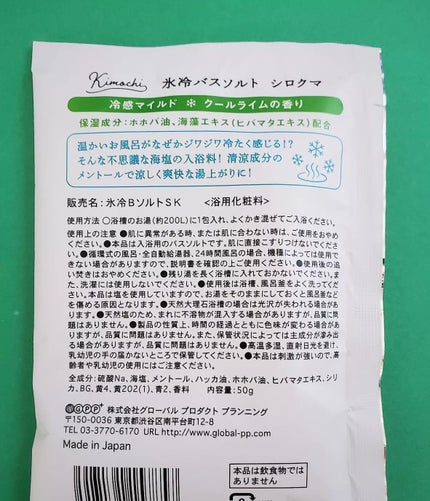 Kimochi 氷冷バスソルト シロクマ
冷感マイルド ❄ クールライムの香り
保湿成分：ホホバ油、海藻エキス(ヒバマタエキス)配合
温かいお風呂がなぜかジワジワ冷たく感じる!?
そんな不思議な海塩の入浴料! 清涼成分の
メントールで涼しく爽快な湯上がりに!
販売名：氷冷BソルトSK 〈浴用化粧料〉
使用方法 ○浴槽のお湯(約200L)に1包入れ、よくかき混ぜてご入浴ください。
使用上の注意 ●肌に異常がある時、または肌に合わない時は、ご使用をおやめ
ください。●本品は入浴用のバスソルトです。肌に直接こすりつけないでくださ
い。●循環式の風呂・全自動給湯器、24時間風呂の場合、機種によっては使用で
きない場合がありますので、説明書を確認の上ご使用ください。●使用後の追
い焚きはおやめください。●残り湯を長く浴槽に入れておかないでください。ま
た、洗濯には使用しないでください。●使用後は浴槽、風呂釜をよく洗ってくだ
さい。本品は塩を使用していますので、お湯をそのままにしておくと風呂釜など
を傷める原因となります。●天然大理石浴槽の場合は光沢が失われる場合があ
ります。●天然塩のため、まれに不溶物が混入する場合がありますが、品質に問
題はありません。●製品の性質上、時間の経過とともに色味が変わる場合があり
ますが、品質に問題はありません。また、保管状況によっては主成分が滲み出
る場合がありますが、品質に問題はありません。●高温多湿、直射日光を避け、
乳幼児の手の届かないところで保管してください。●本品は刺激が強いので、高
齢者や乳幼児の使用にはご注意ください。
全成分：硫酸Na、海塩、メントール、ハッカ油、ホホバ油、ヒバマタエキス、シリ
カ、BG、黄4、黄202(1)、青2、香料 内容量：50g
GPP 株式会社グローバル プロダクト プランニング
〒150-0036 東京都渋谷区南平台町12-8
TEL 03-3770-6170 URL http://www.global-pp.com
Made in Japan
本品は飲食物では
ありません